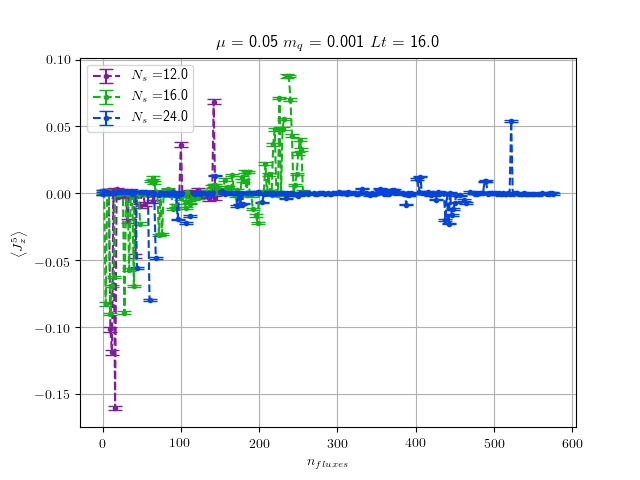 μ = 0.05 m_q = 0.001 Lt = 16.0
N_s =12.0
N_s =16.0
N_s =24.0
0.10
0.05
0.00
−0.05
−0.10
−0.15
⟨J_z^5⟩
0 100 200 300 400 500 600
n_{fluxes}